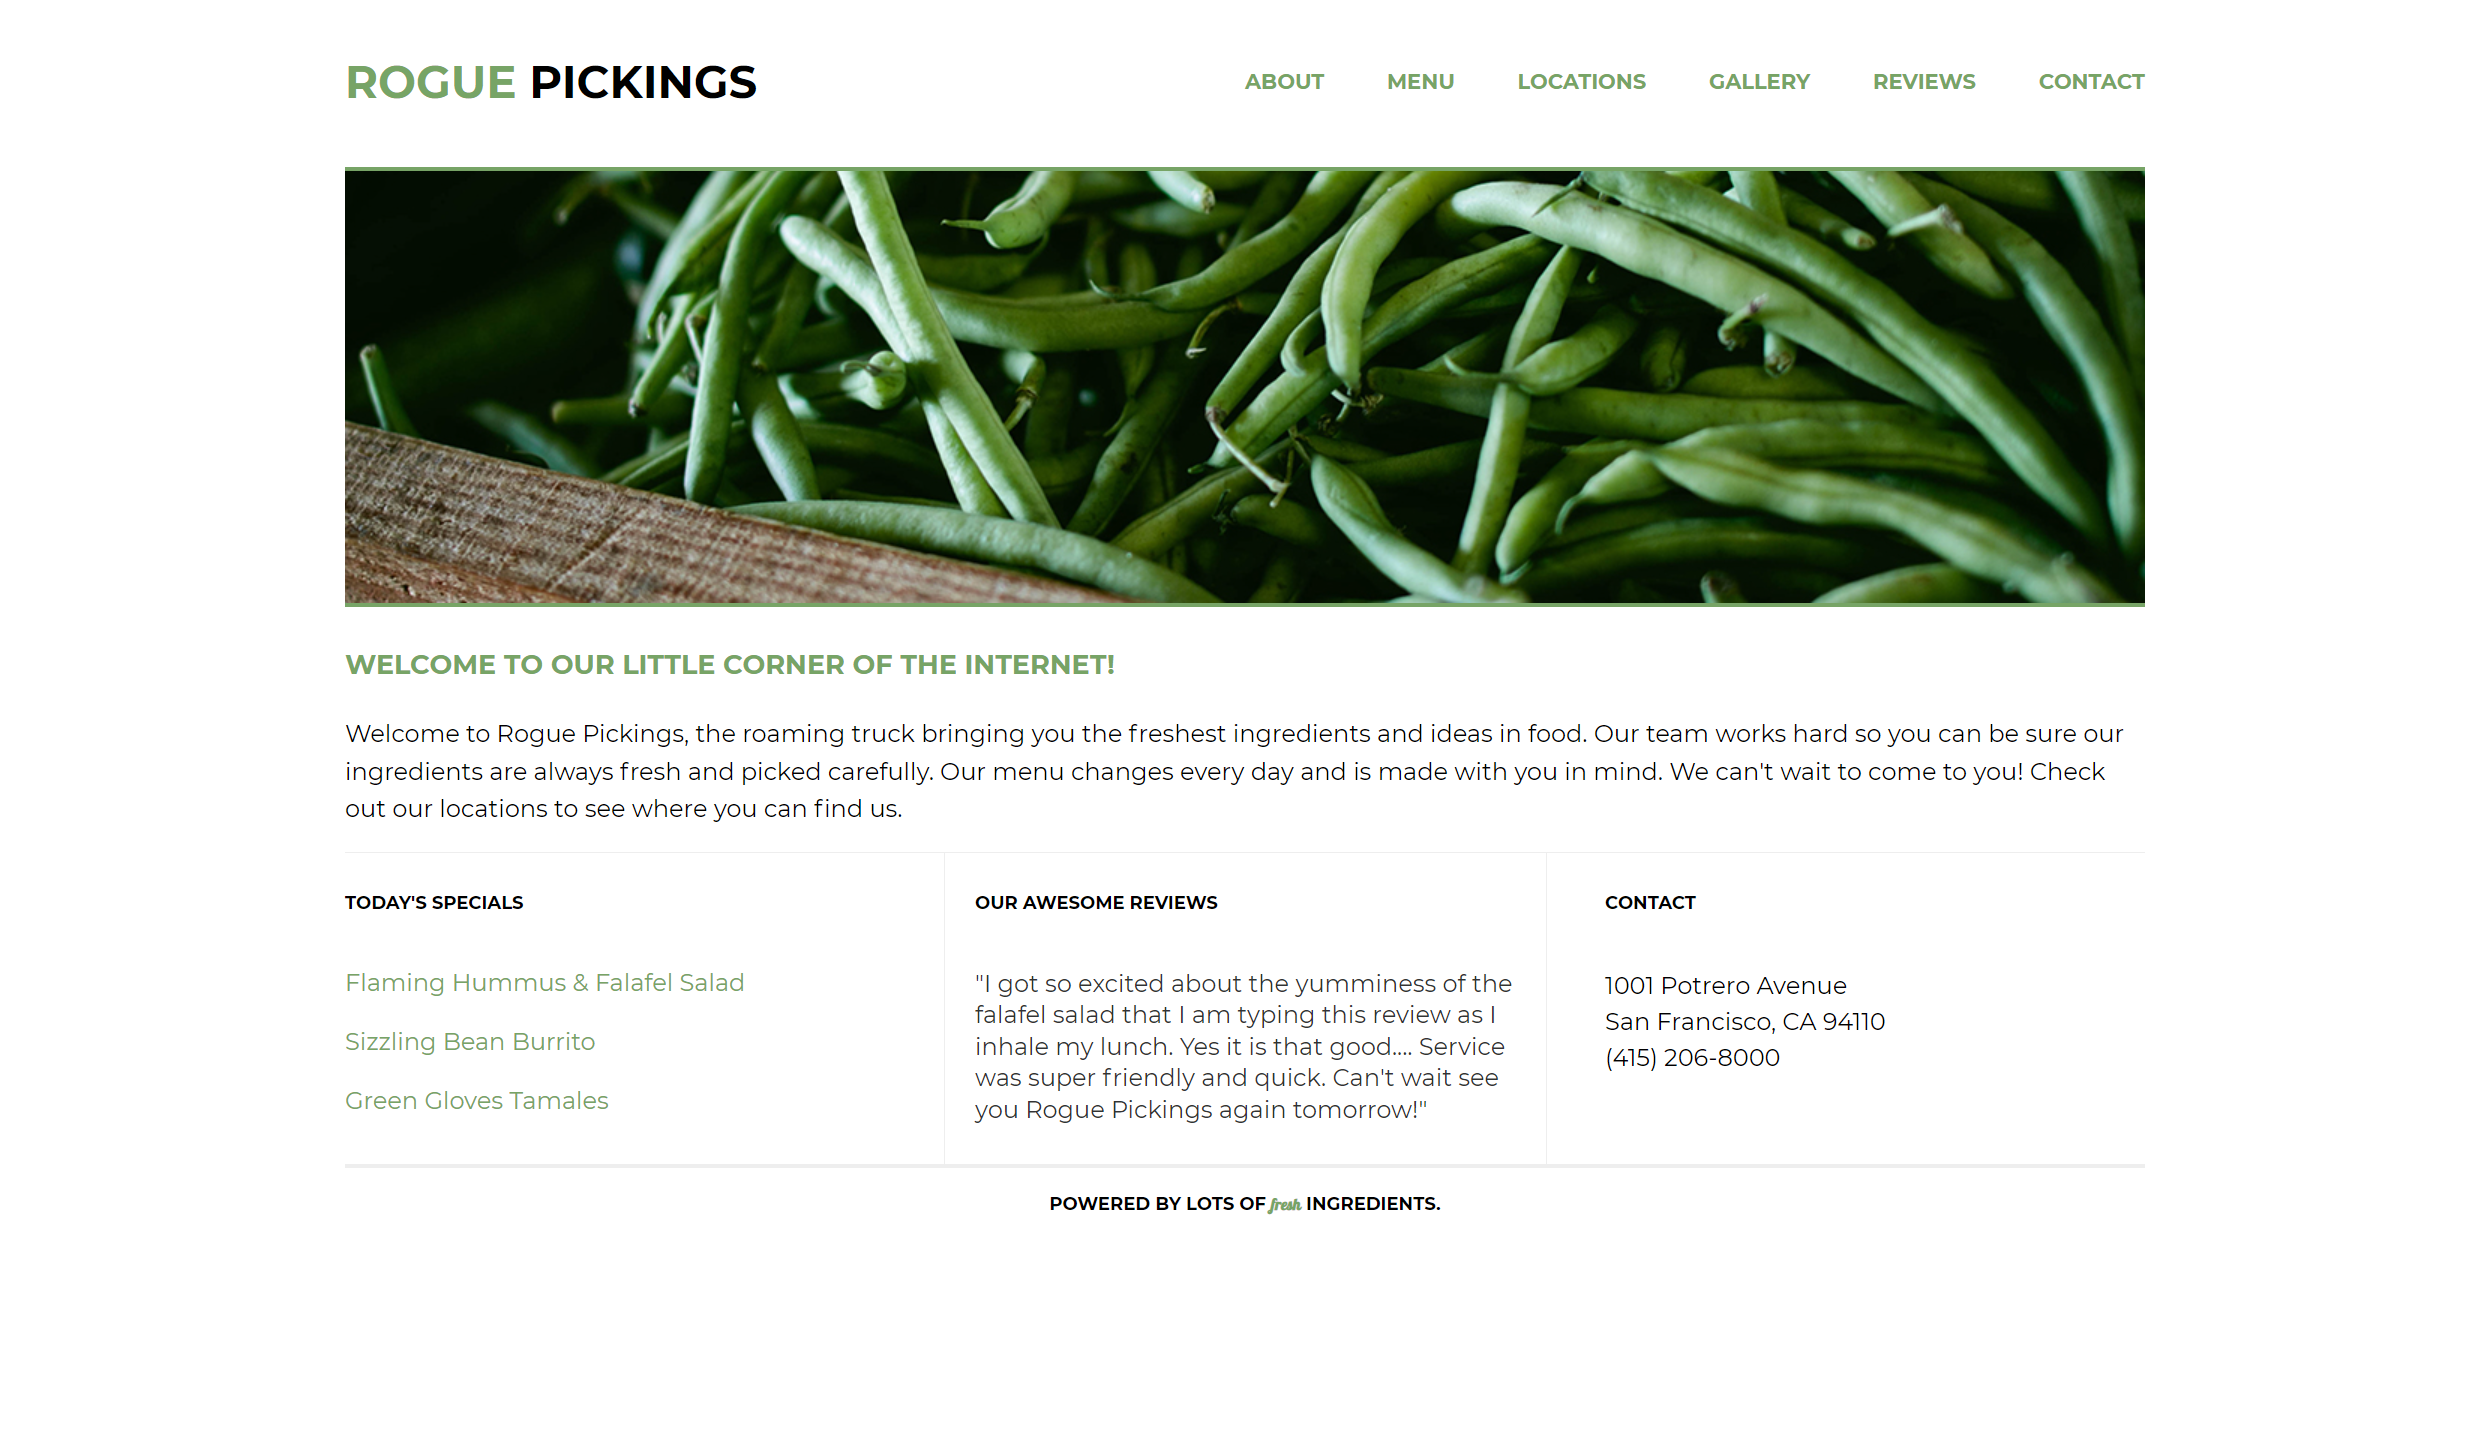 ROGUE PICKINGS
ABOUT MENU LOCATIONS GALLERY REVIEWS CONTACT
WELCOME TO OUR LITTLE CORNER OF THE INTERNET!
Welcome to Rogue Pickings, the roaming truck bringing you the freshest ingredients and ideas in food. Our team works hard so you can be sure our
ingredients are always fresh and picked carefully. Our menu changes every day and is made with you in mind. We can't wait to come to you! Check
out our locations to see where you can find us.
TODAY'S SPECIALS
Flaming Hummus & Falafel Salad
Sizzling Bean Burrito
Green Gloves Tamales
OUR AWESOME REVIEWS
"I got so excited about the yumminess of the
falafel salad that I am typing this review as I
inhale my lunch. Yes it is that good.... Service
was super friendly and quick. Can't wait see
you Rogue Pickings again tomorrow!"
CONTACT
1001 Potrero Avenue
San Francisco, CA 94110
(415) 206-8000
POWERED BY LOTS OF fresh INGREDIENTS.